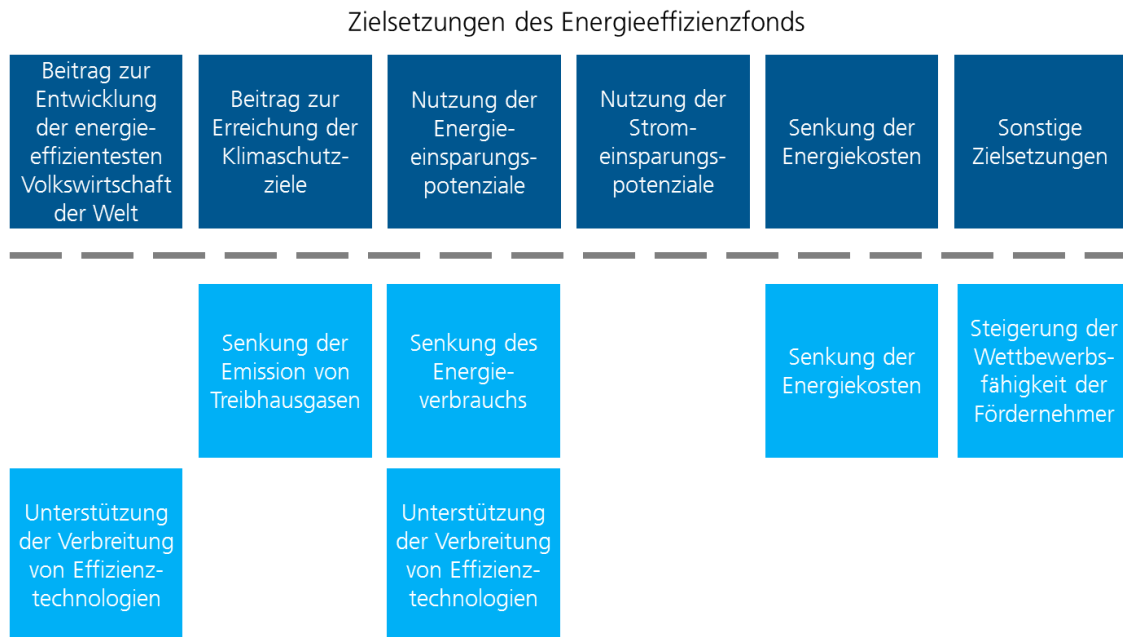 Zielsetzungen des Energieeffizienzfonds
Beitrag zur
Entwicklung
der energie-
effizientesten
Volkswirtschaft
der Welt
Beitrag zur
Erreichung der
Klimaschutz-
ziele
Nutzung der
Energie-
einsparungs-
potenziale
Nutzung der
Strom-
einsparungs-
potenziale
Senkung der
Energiekosten
Sonstige
Zielsetzungen
Senkung der
Emission von
Treibhausgasen
Senkung des
Energie-
verbrauchs
Senkung der
Energiekosten
Steigerung der
Wettbewerbs-
fähigkeit der
Fördernehmer
Unterstützung
der Verbreitung
von Effizienz-
technologien
Unterstützung
der Verbreitung
von Effizienz-
technologien